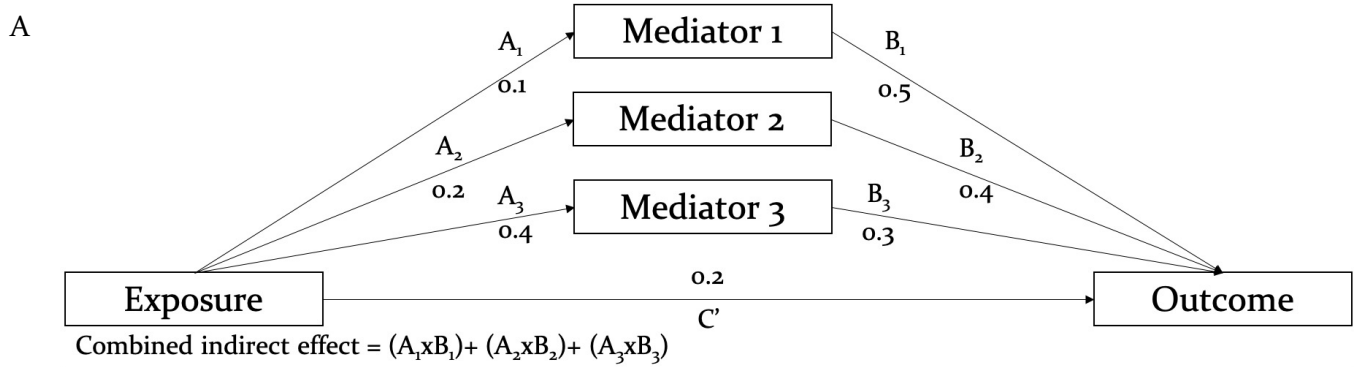 A
Mediator 1
A₁
0.1
B₁
0.5
Mediator 2
A₂
0.2
B₂
0.4
Mediator 3
A₃
0.4
B₃
0.3
Exposure
0.2
C'
Outcome
Combined indirect effect = (A₁xB₁)+ (A₂xB₂)+ (A₃xB₃)